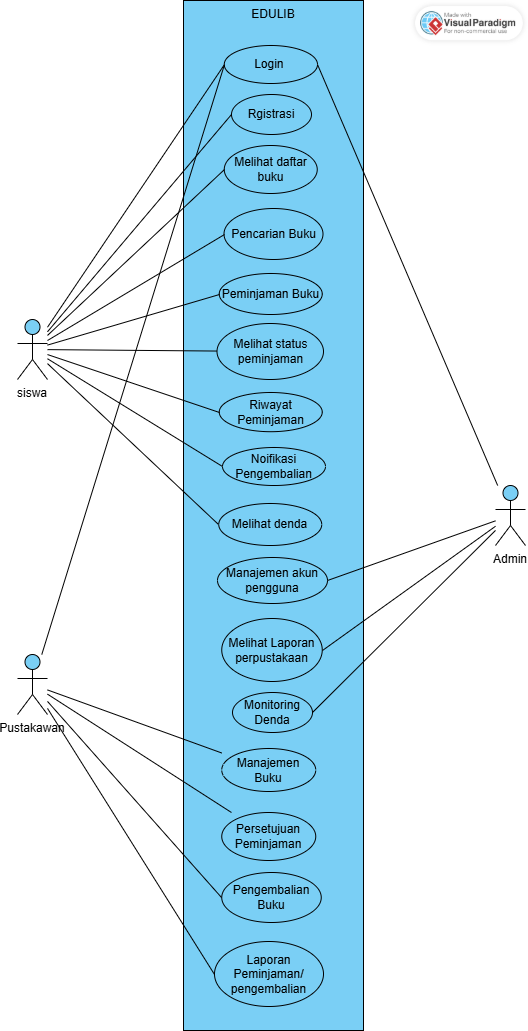 EDULIB
Made with
VisualParadigm
For non-commercial use
Login
Rgistrasi
Melihat daftar
buku
Pencarian Buku
Peminjaman Buku
Melihat status
peminjaman
siswa
Riwayat
Peminjaman
Noifikasi
Pengembalian
Melihat denda
Admin
Manajemen akun
pengguna
Melihat Laporan
perpustakaan
Monitoring
Denda
Pustakawan
Manajemen
Buku
Persetujuan
Peminjaman
Pengembalian
Buku
Laporan
Peminjaman/
pengembalian